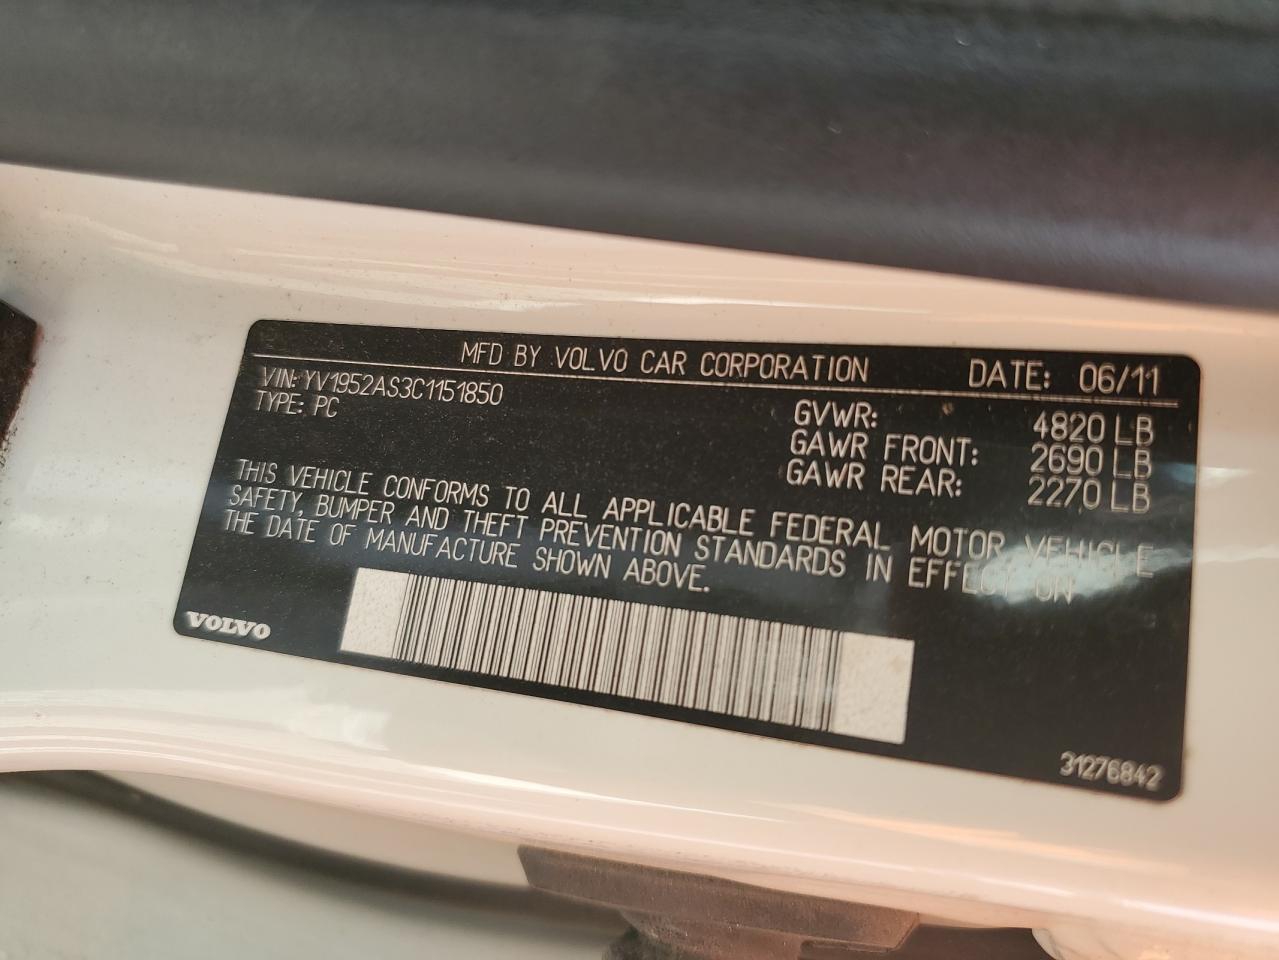 MFD BY VOLVO CAR CORPORATION DATE: 06/11
VIN: YV1952AS3C1151850
TYPE: PC
GVWR: 4820 LB
GAWR FRONT: 2690 LB
GAWR REAR: 2270 LB
THIS VEHICLE CONFORMS TO ALL APPLICABLE FEDERAL MOTOR VEHICLE
SAFETY, BUMPER AND THEFT PREVENTION STANDARDS IN EFFECT ON
THE DATE OF MANUFACTURE SHOWN ABOVE.
VOLVO
31276842